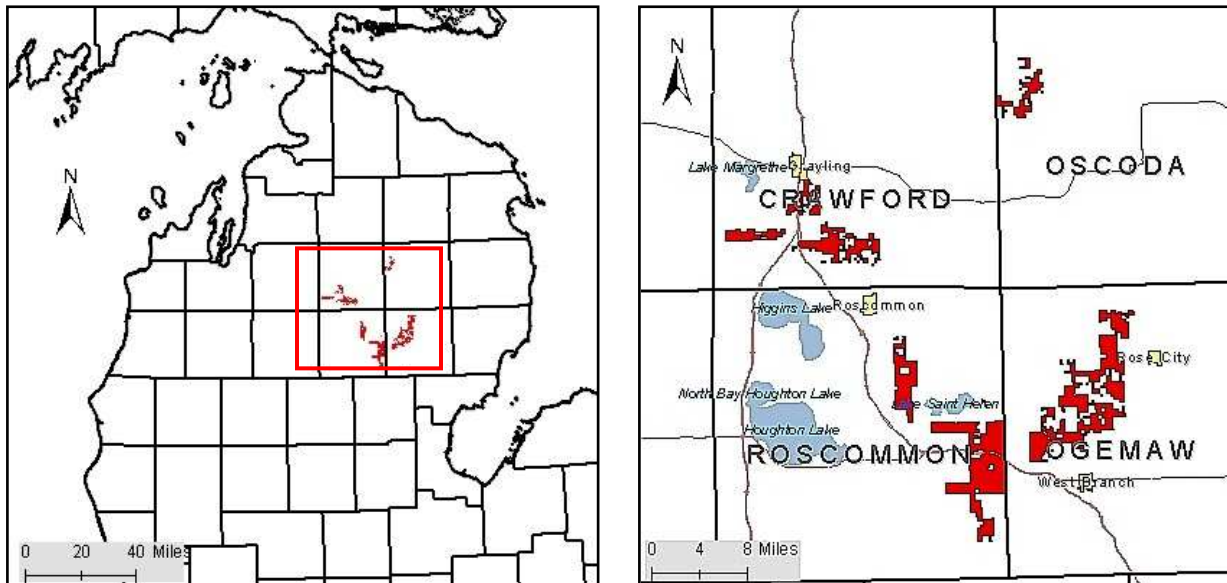 N
0 20 40 Miles
N
Lake Margrethe
ayling
OSCODA
CRAWFORD
Higgins Lake
Roscommon
Rose City
North Bay Houghton Lake
Lake Saint Helen
Houghton Lake
ROSCOMMON
OGEMAW
West Branch
0 4 8 Miles